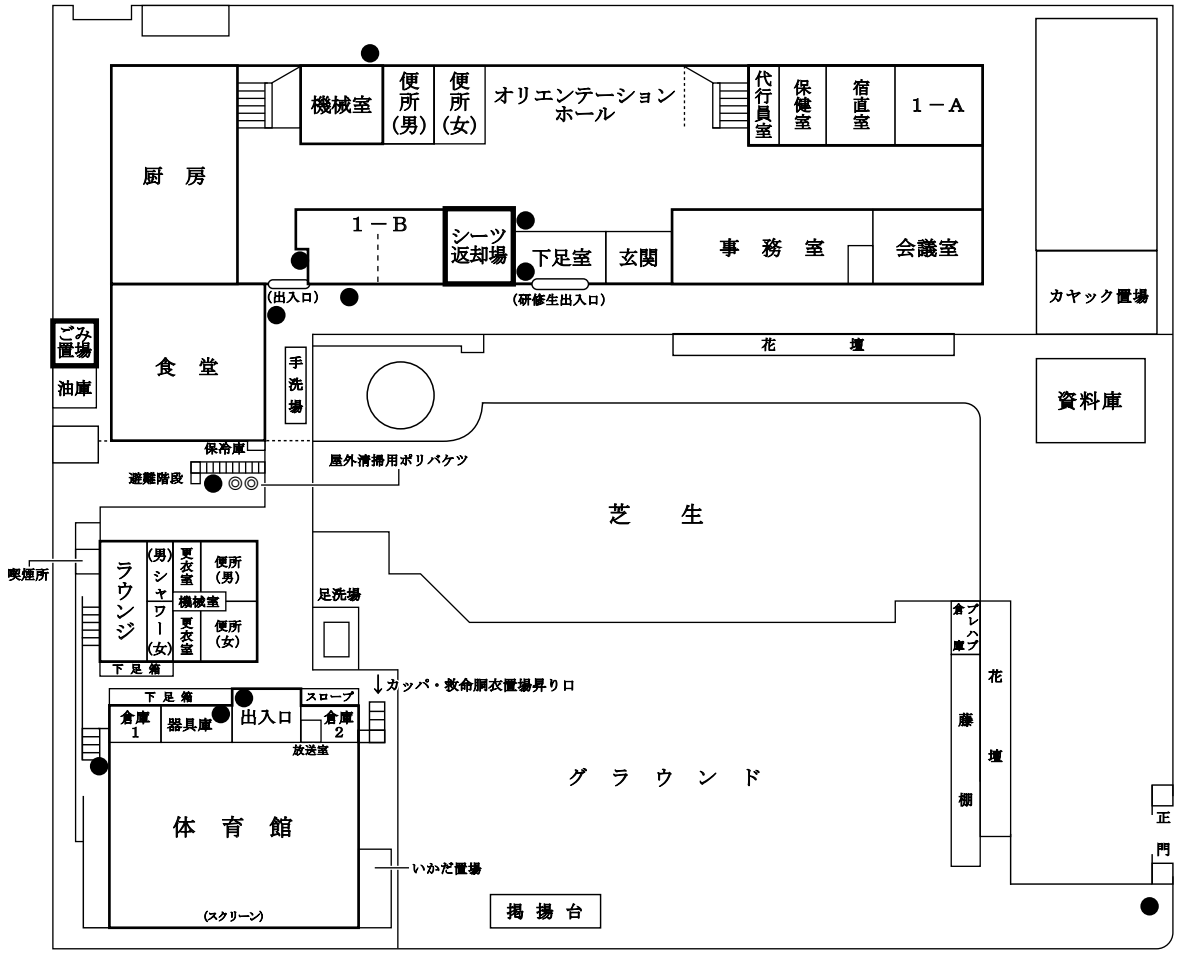 機械室
便所(男)
便所(女)
オリエンテーション
ホール
代行員室
保健室
宿直室
1－A
厨房
1－B
シーツ
返却場
下足室
玄関
事務室
会議室
(出入口)
(研修生出入口)
カヤック置場
ごみ
置場
油庫
食堂
手洗場
花壇
資料庫
保冷庫
避難階段
屋外清掃用ポリバケツ
芝生
喫煙所
ラウンジ
(男)シャワー(女)
更衣室
便所
(男)
機械室
更衣室
便所
(女)
下足箱
足洗場
プレハブ
倉庫
花壇
藤棚
カッパ・救命胴衣置場昇り口
下足箱
スロープ
倉庫
1
器具庫
出入口
倉庫
2
放送室
グラウンド
体育館
いかだ置場
(スクリーン)
掲揚台
正門